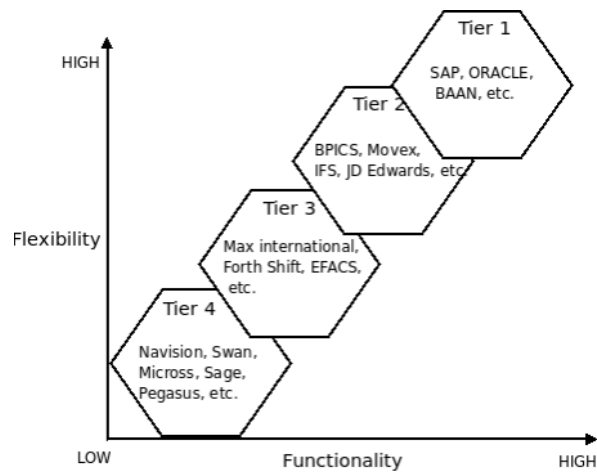 Tier 1
HIGH
SAP, ORACLE,
BAAN, etc.
Tier 2
BPICS, Movex,
IFS, JD Edwards, etc.
Tier 3
Flexibility
Max international,
Forth Shift, EFACS,
etc.
Tier 4
Navision, Swan,
Micross, Sage,
Pegasus, etc.
LOW
Functionality
HIGH